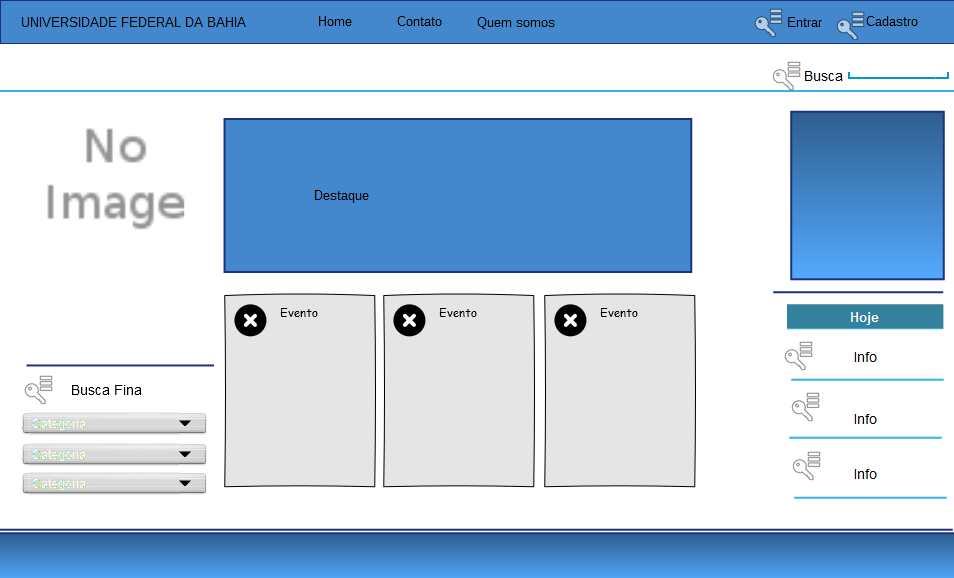 UNIVERSIDADE FEDERAL DA BAHIA Home Contato Quem somos Entrar Cadastro
Busca
No
Image
Destaque
Evento Evento Evento
Busca Fina
Categoria
Categoria
Categoria
Hoje
Info
Info
Info